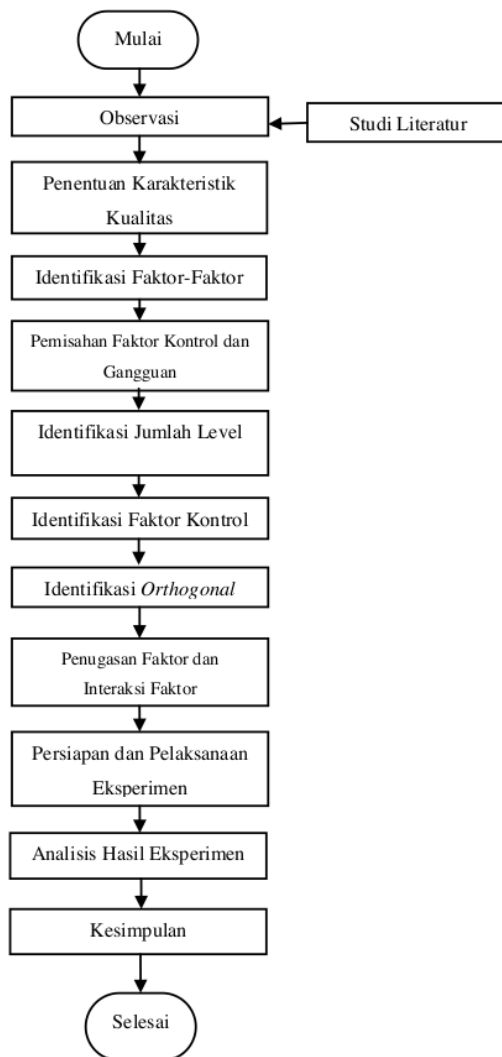 Mulai
Observasi
Studi Literatur
Penentuan Karakteristik
Kualitas
Identifikasi Faktor-Faktor
Pemisahan Faktor Kontrol dan
Gangguan
Identifikasi Jumlah Level
Identifikasi Faktor Kontrol
Identifikasi Orthogonal
Penugasan Faktor dan
Interaksi Faktor
Persiapan dan Pelaksanaan
Eksperimen
Analisis Hasil Eksperimen
Kesimpulan
Selesai